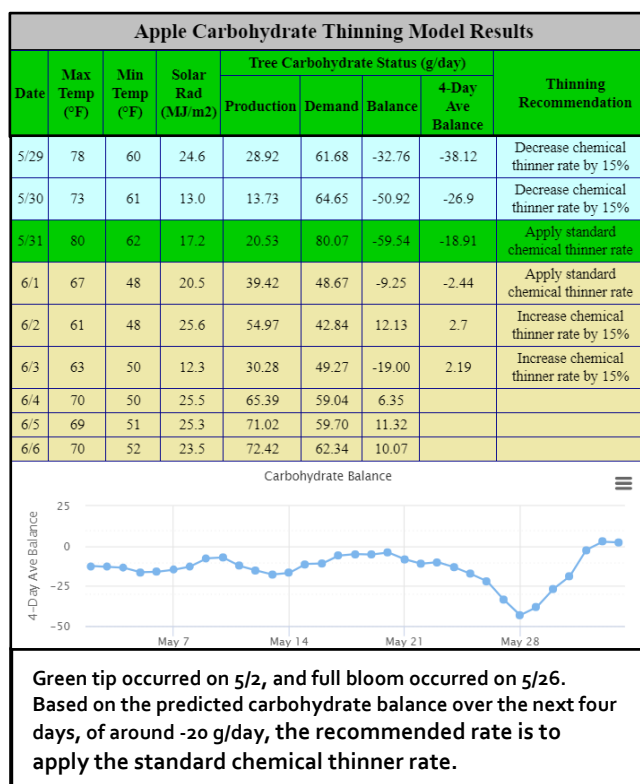 Apple Carbohydrate Thinning Model Results
Date Max Temp (°F) Min Temp (°F) Solar Rad (MJ/m2) Tree Carbohydrate Status (g/day) Thinning Recommendation
Production Demand Balance 4-Day Ave Balance
5/29 78 60 24.6 28.92 61.68 -32.76 -38.12 Decrease chemical thinner rate by 15%
5/30 73 61 13.0 13.73 64.65 -50.92 -26.9 Decrease chemical thinner rate by 15%
5/31 80 62 17.2 20.53 80.07 -59.54 -18.91 Apply standard chemical thinner rate
6/1 67 48 20.5 39.42 48.67 -9.25 -2.44 Apply standard chemical thinner rate
6/2 61 48 25.6 54.97 42.84 12.13 2.7 Increase chemical thinner rate by 15%
6/3 63 50 12.3 30.28 49.27 -19.00 2.19 Increase chemical thinner rate by 15%
6/4 70 50 25.5 65.39 59.04 6.35
6/5 69 51 25.3 71.02 59.70 11.32
6/6 70 52 23.5 72.42 62.34 10.07
Carbohydrate Balance
4-Day Ave Balance
25
0
-25
-50
May 7 May 14 May 21 May 28
Green tip occurred on 5/2, and full bloom occurred on 5/26.
Based on the predicted carbohydrate balance over the next four
days, of around -20 g/day, the recommended rate is to
apply the standard chemical thinner rate.